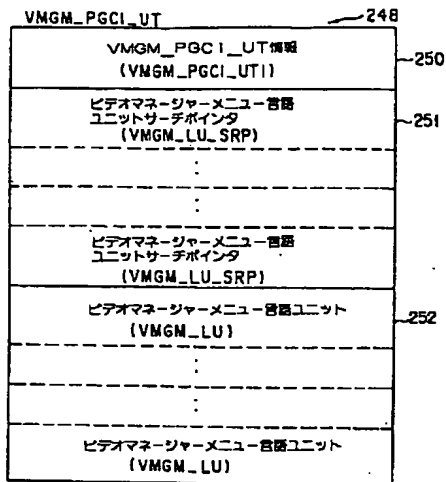 VMGM_PGCI_UT
248
VMGM_PGCI_UT情報
(VMGM_PGCI_UTI)
250
ビデオマネージャーメニュー言語
ユニットサーチポインタ
(VMGM_LU_SRP)
251
:
:
ビデオマネージャーメニュー言語
ユニットサーチポインタ
(VMGM_LU_SRP)
ビデオマネージャーメニュー言語ユニット
(VMGM_LU)
252
:
:
ビデオマネージャーメニュー言語ユニット
(VMGM_LU)